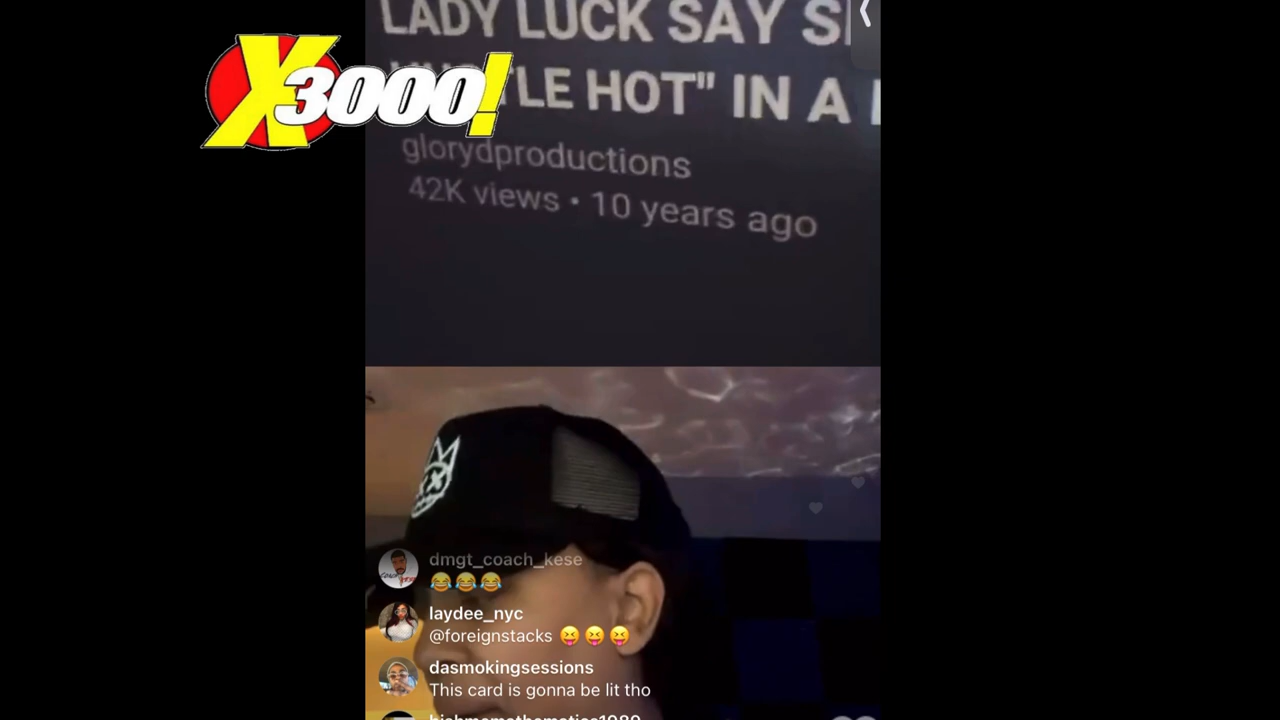 LADY LUCK SAY
X3000!
HOT" IN A
glorydproductions
42K views • 10 years ago
dmgt_coach_kese
😂😂😂
laydee_nyc
@foreignstacks 😝😝😝
dasmokingsessions
This card is gonna be lit tho